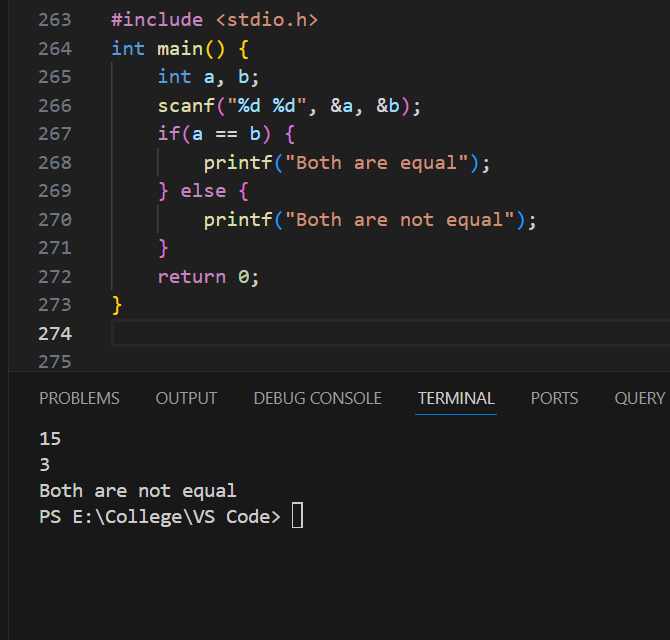 263 #include <stdio.h>
264 int main() {
265     int a, b;
266     scanf("%d %d", &a, &b);
267     if(a == b) {
268         printf("Both are equal");
269     } else {
270         printf("Both are not equal");
271     }
272     return 0;
273 }
274
275
PROBLEMS OUTPUT DEBUG CONSOLE TERMINAL PORTS QUERY
15
3
Both are not equal
PS E:\College\VS Code>